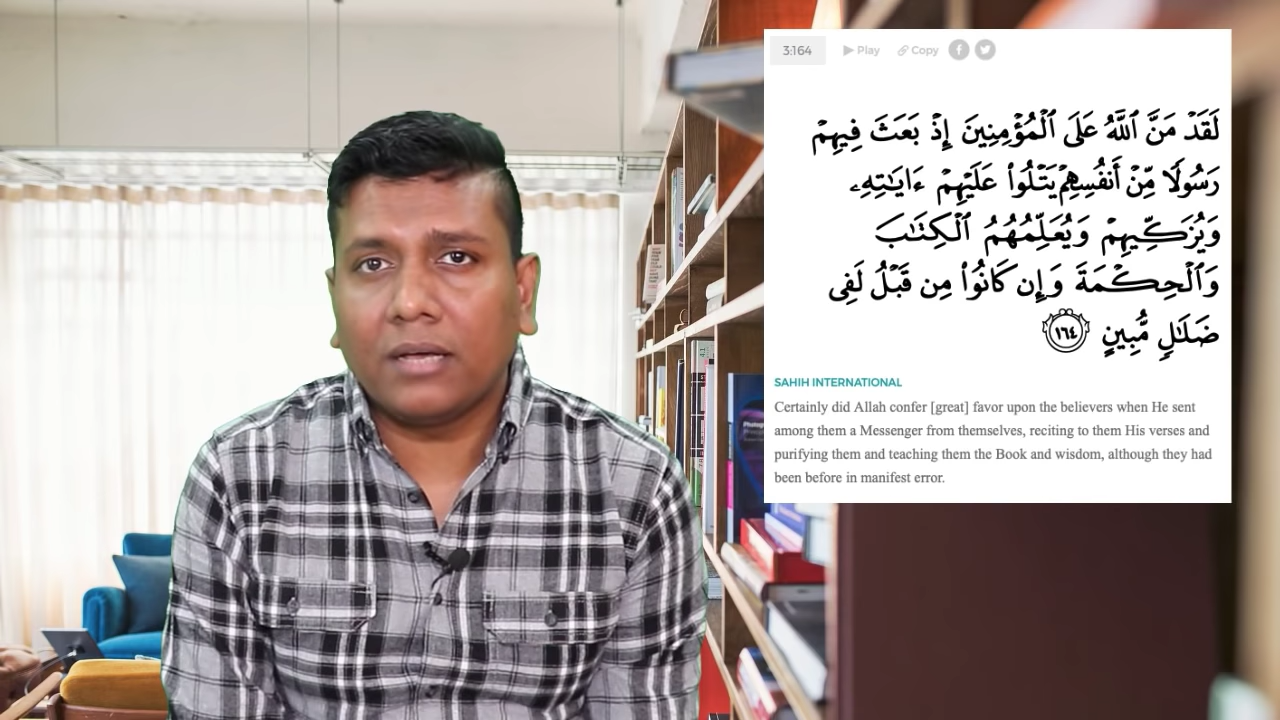 3:164 Play Copy
لَقَدْ مَنَّ ٱللَّهُ عَلَى ٱلْمُؤْمِنِينَ إِذْ بَعَثَ فِيهِمْ
رَسُولًا مِّنْ أَنفُسِهِمْ يَتْلُوا۟ عَلَيْهِمْ ءَايَـٰتِهِۦ
وَيُزَكِّيهِمْ وَيُعَلِّمُهُمُ ٱلْكِتَـٰبَ
وَٱلْحِكْمَةَ وَإِن كَانُوا۟ مِن قَبْلُ لَفِى
ضَلَـٰلٍ مُّبِينٍ ١٦٤
SAHIH INTERNATIONAL
Certainly did Allah confer [great] favor upon the believers when He sent
among them a Messenger from themselves, reciting to them His verses and
purifying them and teaching them the Book and wisdom, although they had
been before in manifest error.